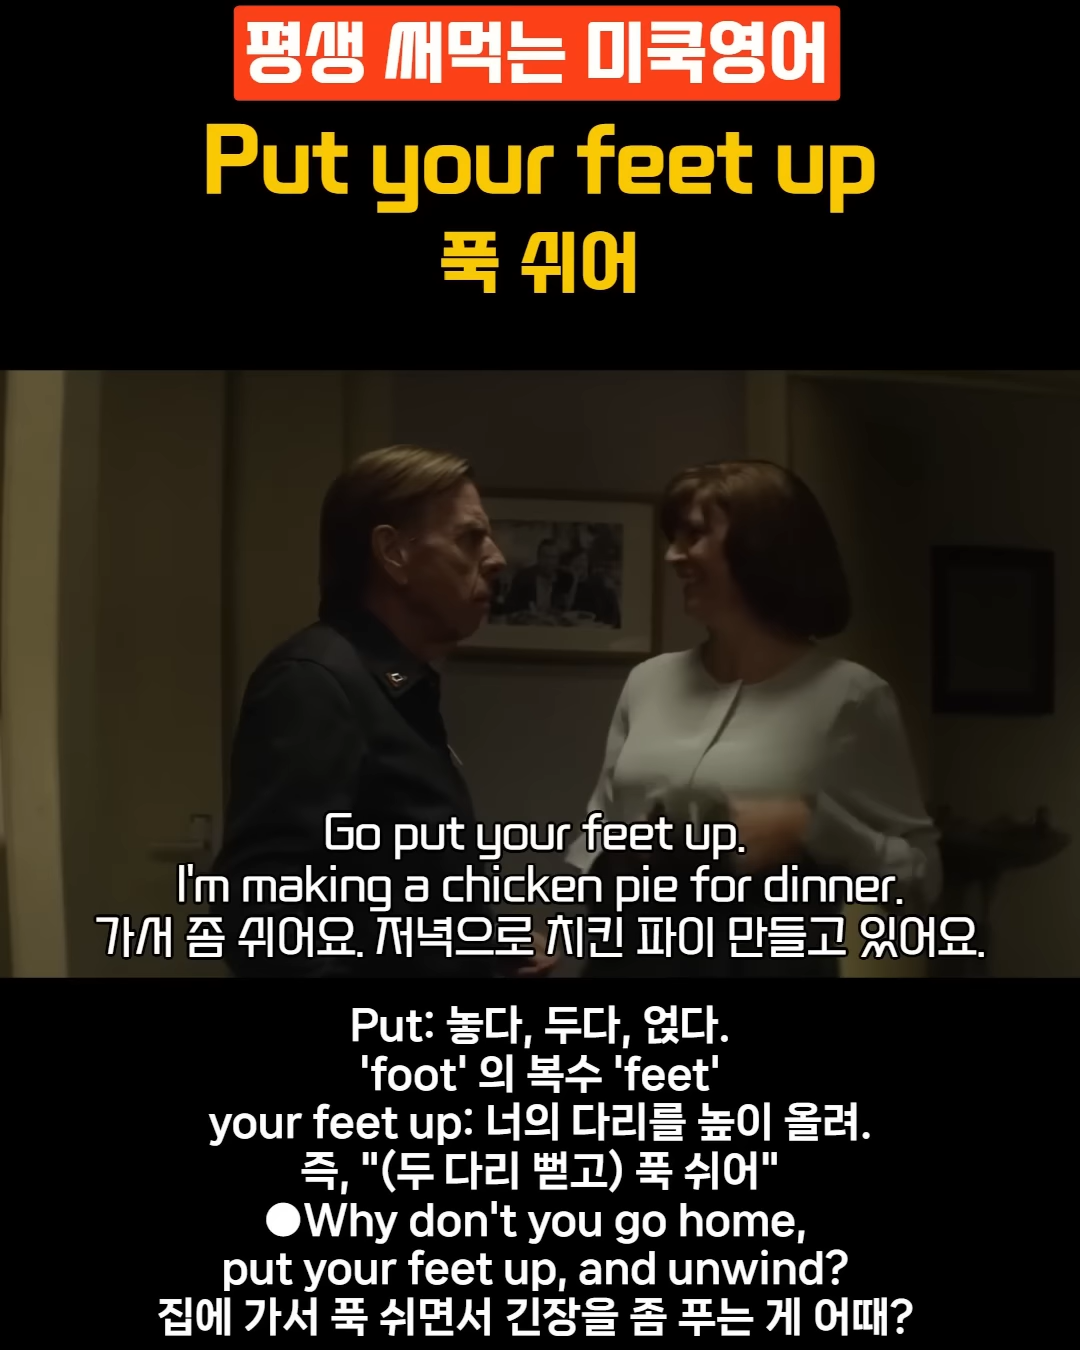 평생 써먹는 미국영어
Put your feet up
푹 쉬어
Go put your feet up.
I'm making a chicken pie for dinner.
가서 좀 쉬어요. 저녁으로 치킨 파이 만들고 있어요.
Put: 놓다, 두다, 얹다.
'foot' 의 복수 'feet'
your feet up: 너의 다리를 높이 올려.
즉, "(두 다리 뻗고) 푹 쉬어"
●Why don't you go home,
put your feet up, and unwind?
집에 가서 푹 쉬면서 긴장을 좀 푸는 게 어때?